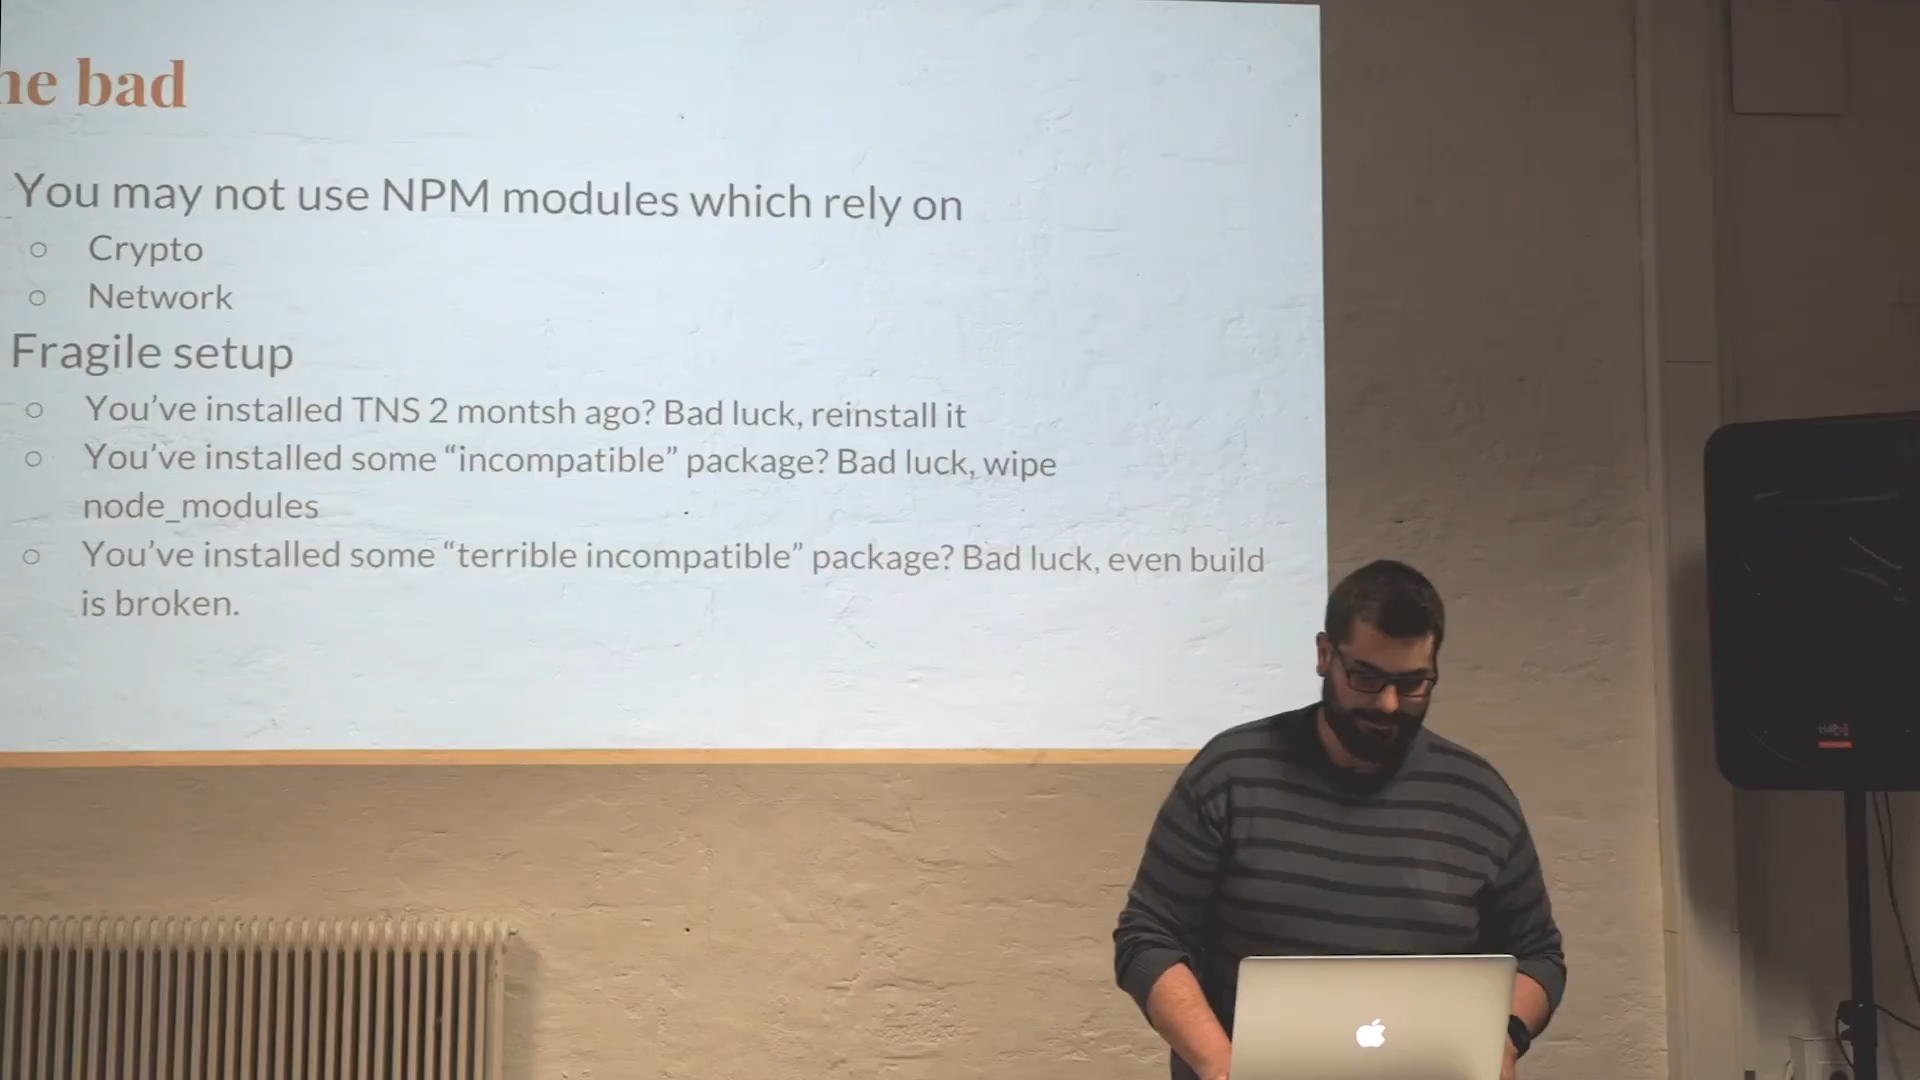 he bad
You may not use NPM modules which rely on
○ Crypto
○ Network
Fragile setup
○ You’ve installed TNS 2 montsh ago? Bad luck, reinstall it
○ You’ve installed some “incompatible” package? Bad luck, wipe
node_modules
○ You’ve installed some “terrible incompatible” package? Bad luck, even build
is broken.